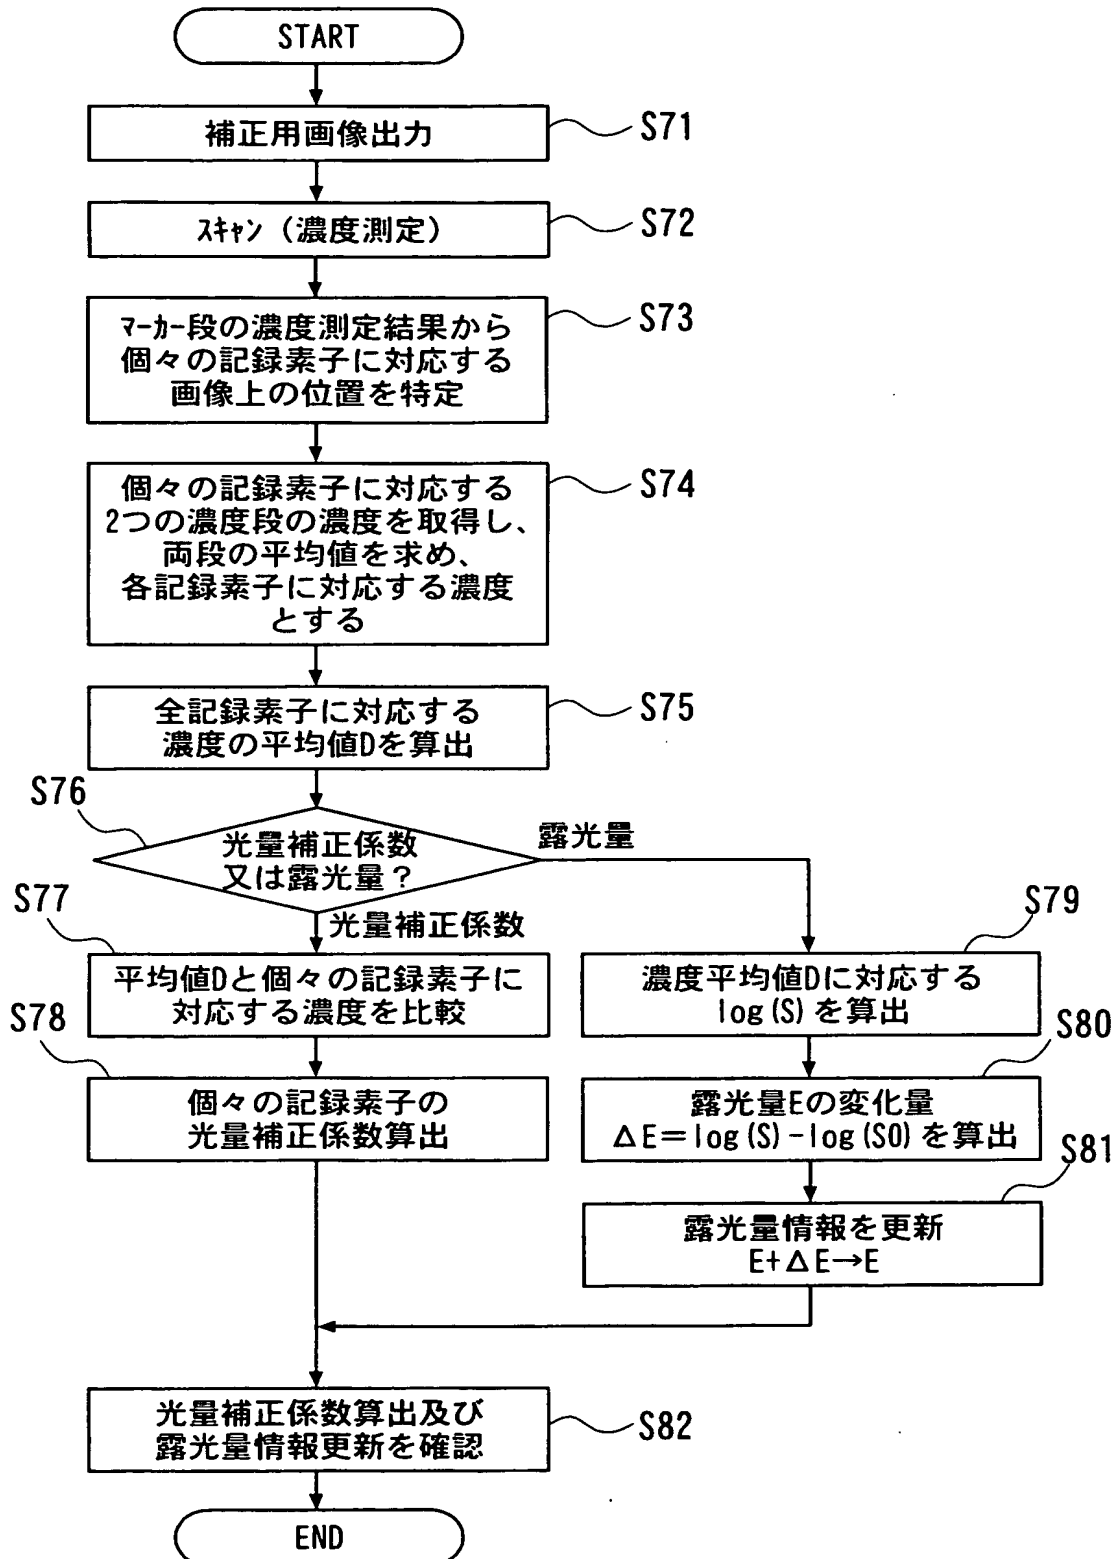 START
補正用画像出力
S71
ｽｷｬﾝ（濃度測定）
S72
ﾏｰｶｰ段の濃度測定結果から
個々の記録素子に対応する
画像上の位置を特定
S73
個々の記録素子に対応する
2つの濃度段の濃度を取得し、
両段の平均値を求め、
各記録素子に対応する濃度
とする
S74
全記録素子に対応する
濃度の平均値Dを算出
S75
S76
光量補正係数
又は露光量？
露光量
光量補正係数
S77
平均値Dと個々の記録素子に
対応する濃度を比較
S78
個々の記録素子の
光量補正係数算出
S79
濃度平均値Dに対応する
log(S)を算出
S80
露光量Eの変化量
ΔE＝log(S)-log(S0)を算出
S81
露光量情報を更新
E+ΔE→E
光量補正係数算出及び
露光量情報更新を確認
S82
END